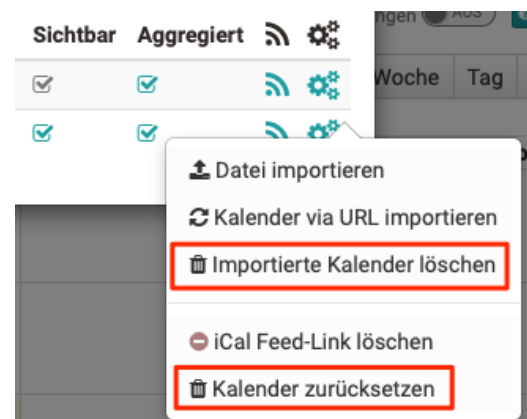 Sichtbar Aggregiert
ngen AUS
Woche Tag
Datei importieren
Kalender via URL importieren
Importierte Kalender löschen
iCal Feed-Link löschen
Kalender zurücksetzen